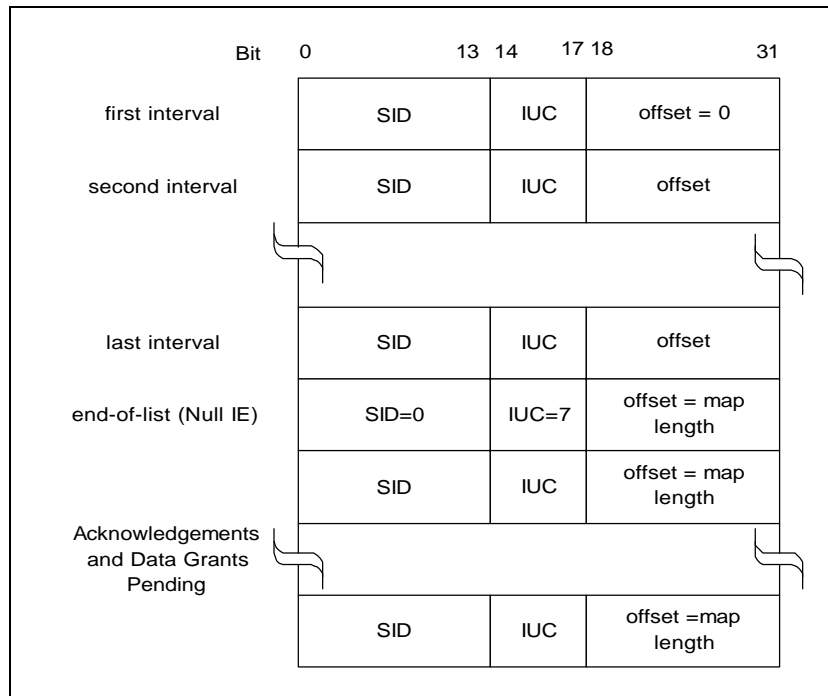 Bit 0 13 14 17 18 31
first interval SID IUC offset = 0
second interval SID IUC offset
last interval SID IUC offset
end-of-list (Null IE) SID=0 IUC=7 offset = map
length
SID IUC offset = map
length
Acknowledgements
and Data Grants
Pending
SID IUC offset =map
length